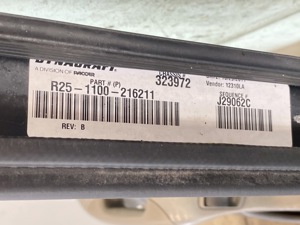 DYNACRAFT
A DIVISION OF PACCAR
PART # (P)
323972
Vendor: 12310LA
R25-1100-216211
SEQUENCE #
J29062C
REV: B